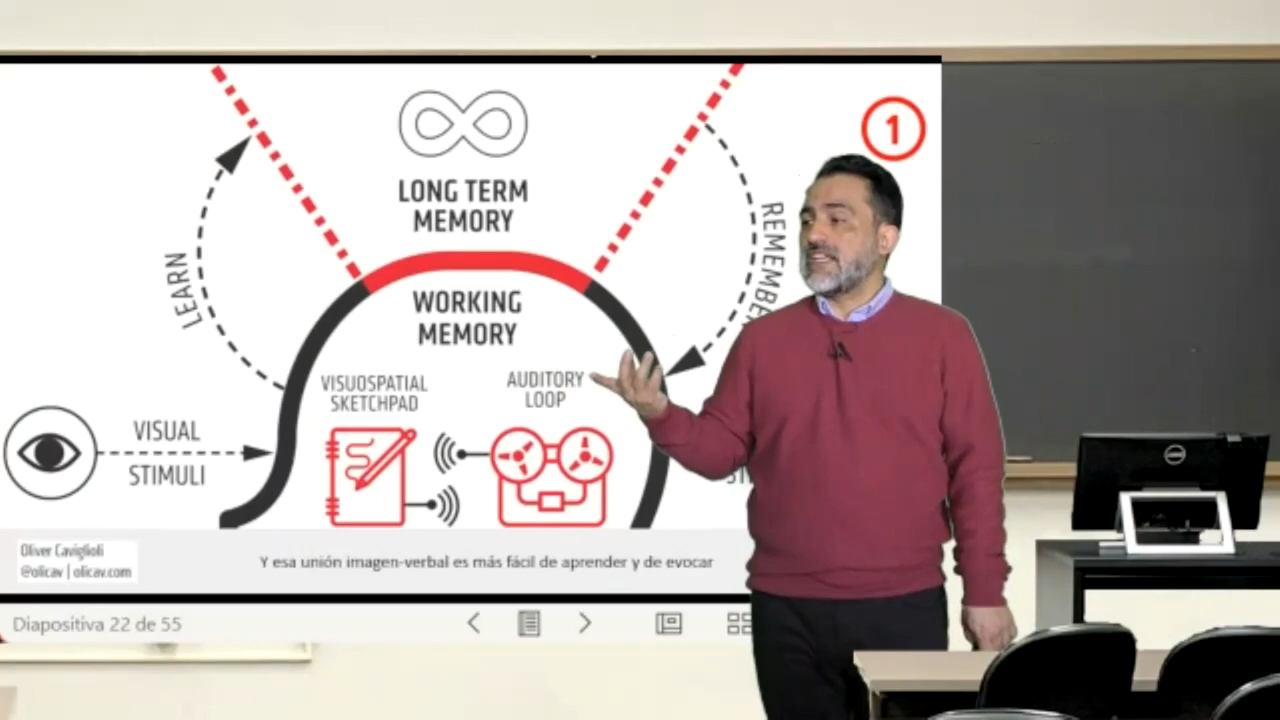 1
LONG TERM
MEMORY
LEARN
WORKING
MEMORY
VISUOSPATIAL
SKETCHPAD
AUDITORY
LOOP
VISUAL
STIMULI
Oliver Caviglioli
@olicav | olicav.com
Y esa unión imagen-verbal es más fácil de aprender y de evocar
Diapositiva 22 de 55
DELL